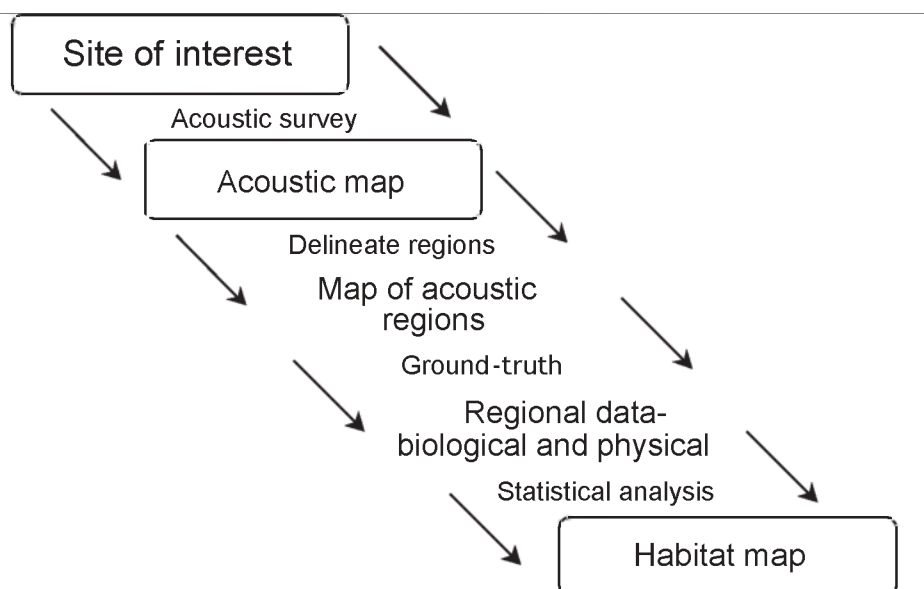 Site of interest
Acoustic survey
Acoustic map
Delineate regions
Map of acoustic
regions
Ground-truth
Regional data-
biological and physical
Statistical analysis
Habitat map